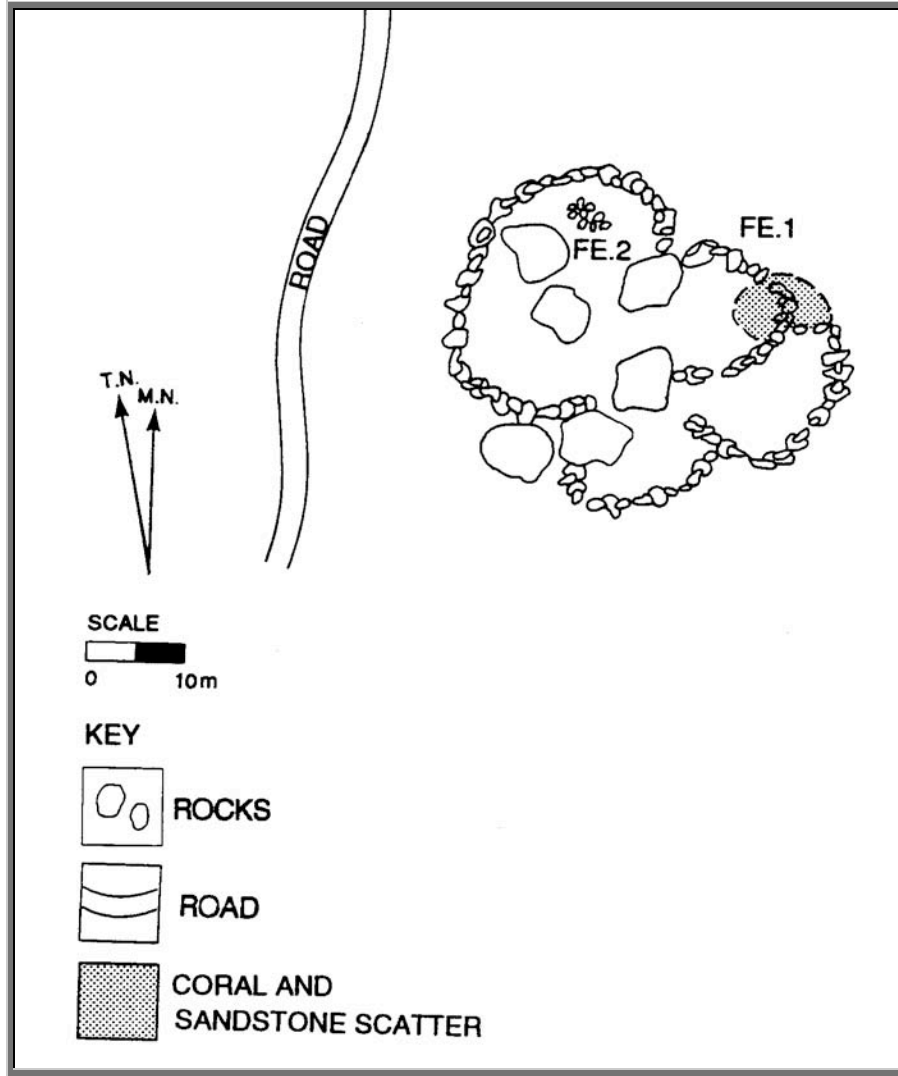 ROAD
FE.1
FE.2
T.N.
M.N.
SCALE
0 10m
KEY
ROCKS
ROAD
CORAL AND
SANDSTONE SCATTER